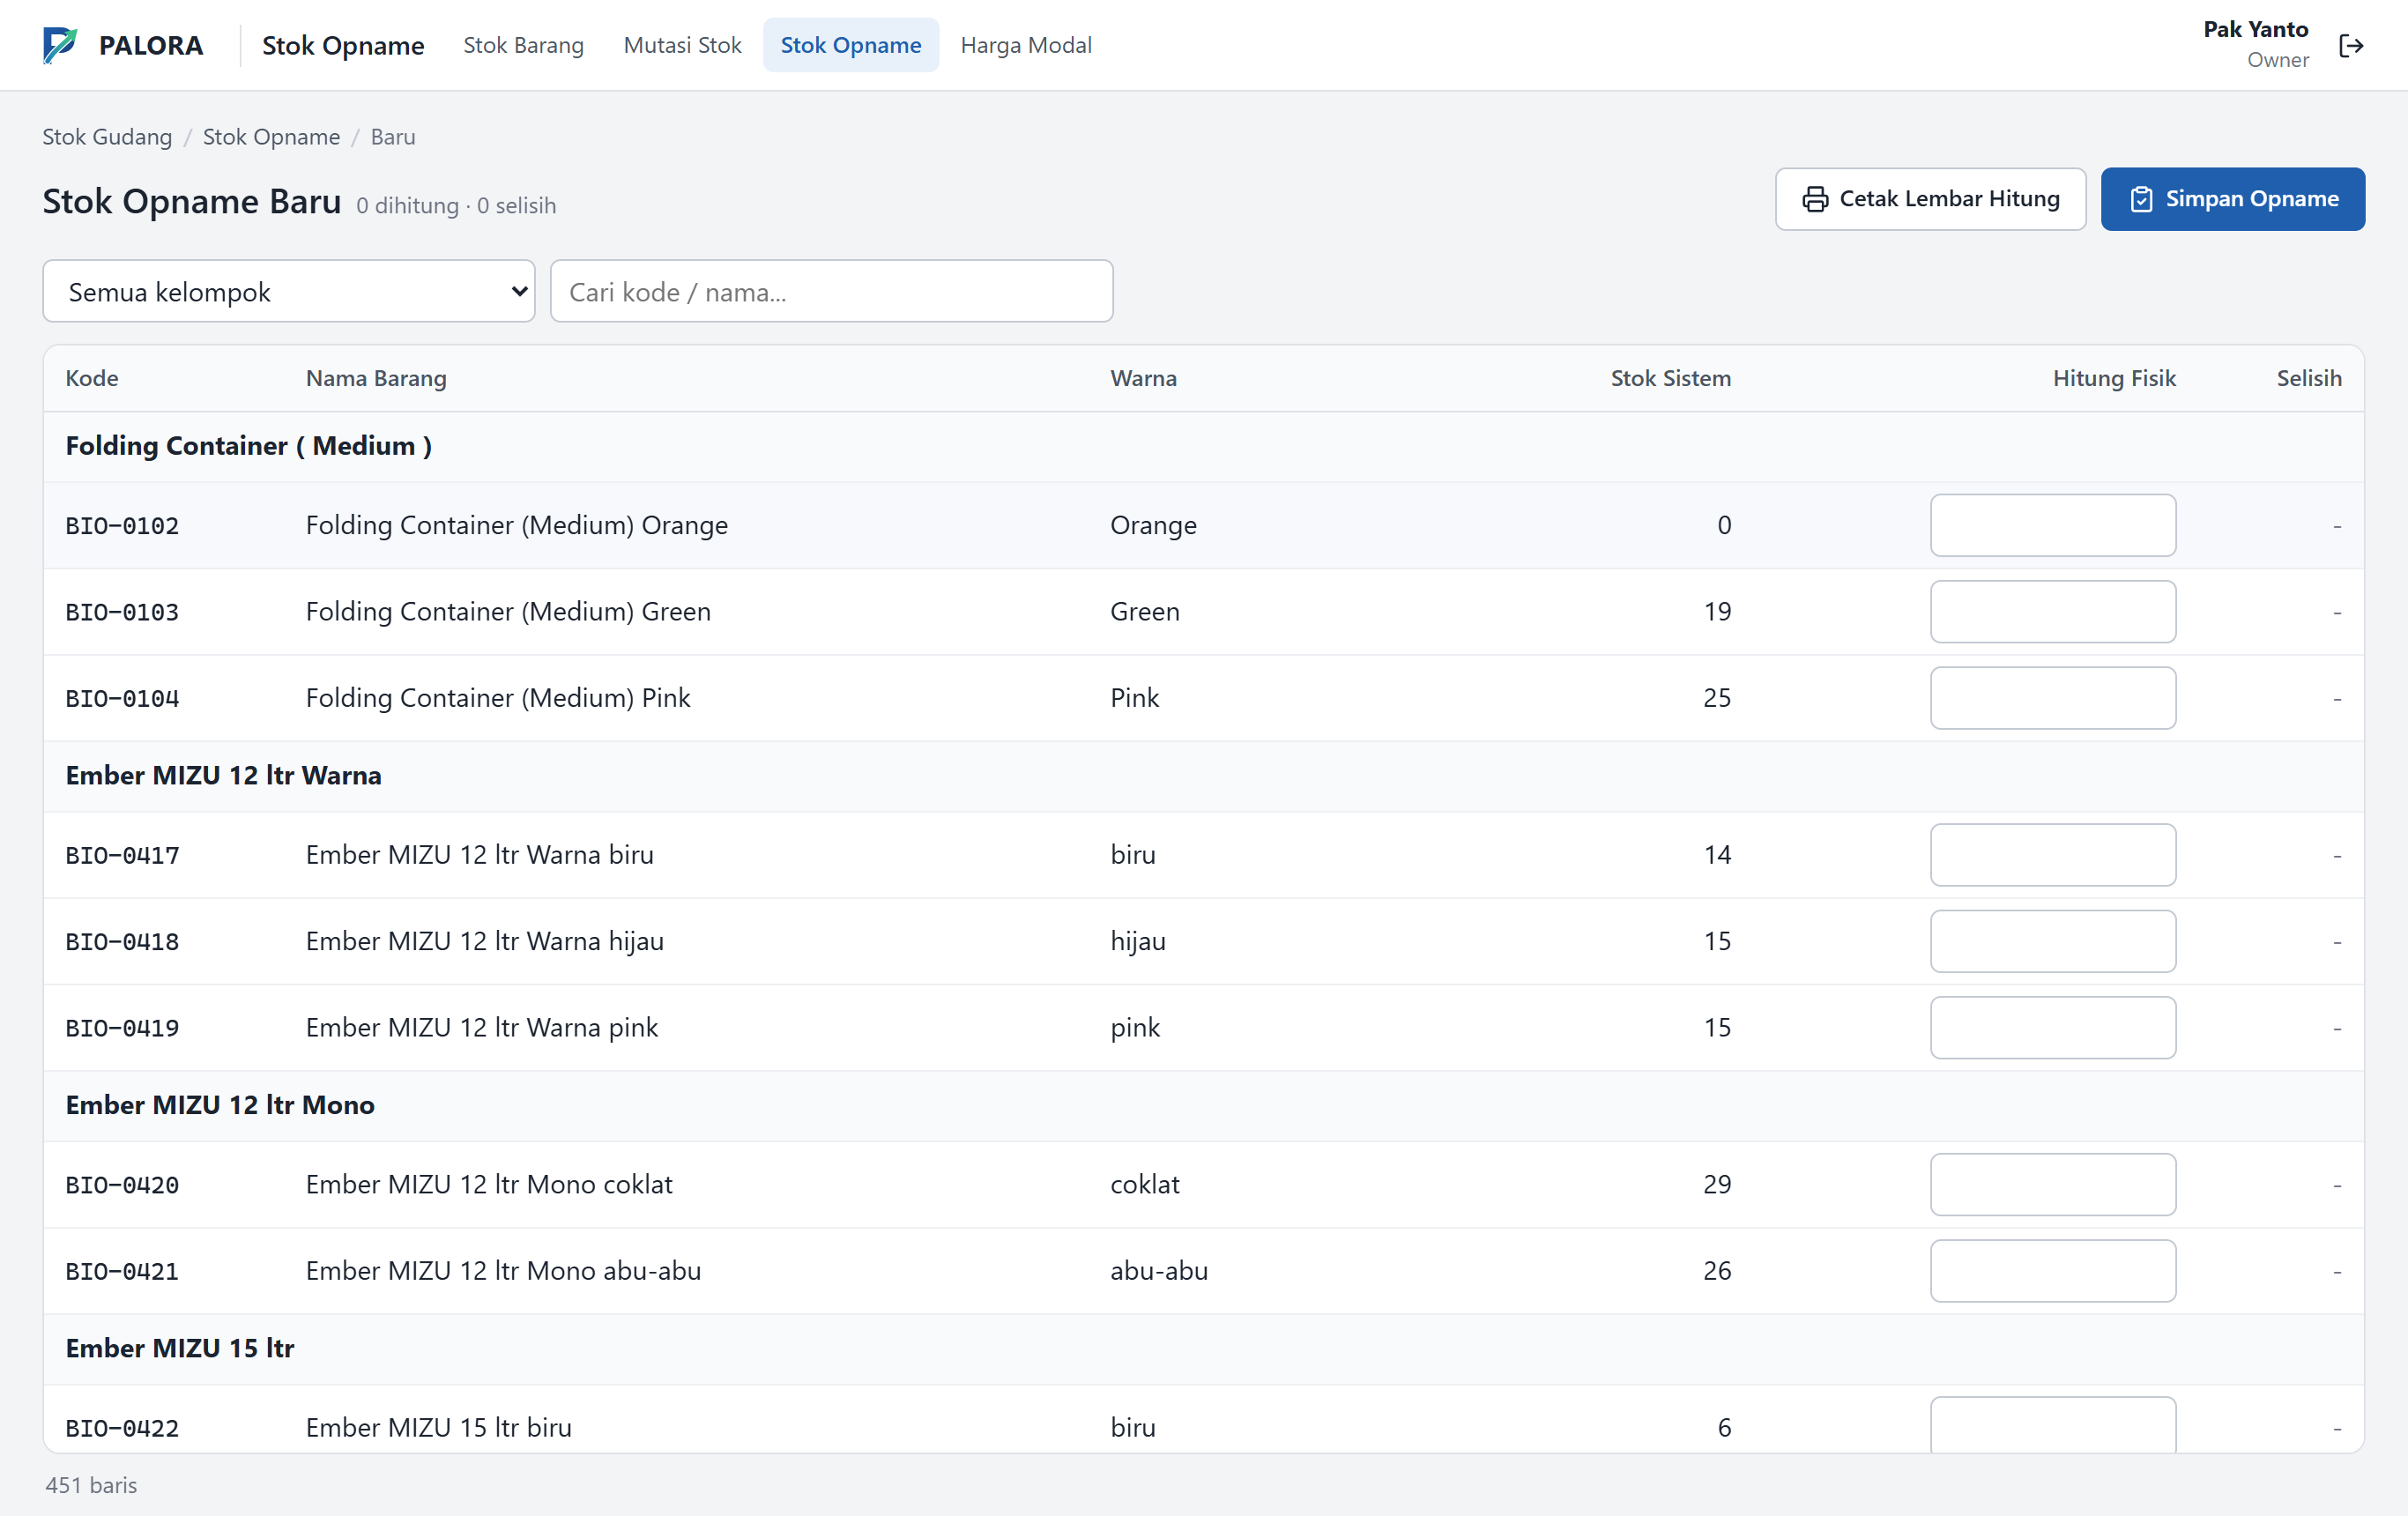 PALORA Stok Opname Stok Barang Mutasi Stok Stok Opname Harga Modal Pak Yanto
Owner
Stok Gudang / Stok Opname / Baru
Stok Opname Baru 0 dihitung · 0 selisih Cetak Lembar Hitung Simpan Opname
Semua kelompok Cari kode / nama...
Kode Nama Barang Warna Stok Sistem Hitung Fisik Selisih
Folding Container ( Medium )
BIO-0102 Folding Container (Medium) Orange Orange 0 -
BIO-0103 Folding Container (Medium) Green Green 19 -
BIO-0104 Folding Container (Medium) Pink Pink 25 -
Ember MIZU 12 ltr Warna
BIO-0417 Ember MIZU 12 ltr Warna biru biru 14 -
BIO-0418 Ember MIZU 12 ltr Warna hijau hijau 15 -
BIO-0419 Ember MIZU 12 ltr Warna pink pink 15 -
Ember MIZU 12 ltr Mono
BIO-0420 Ember MIZU 12 ltr Mono coklat coklat 29 -
BIO-0421 Ember MIZU 12 ltr Mono abu-abu abu-abu 26 -
Ember MIZU 15 ltr
BIO-0422 Ember MIZU 15 ltr biru biru 6 -
451 baris